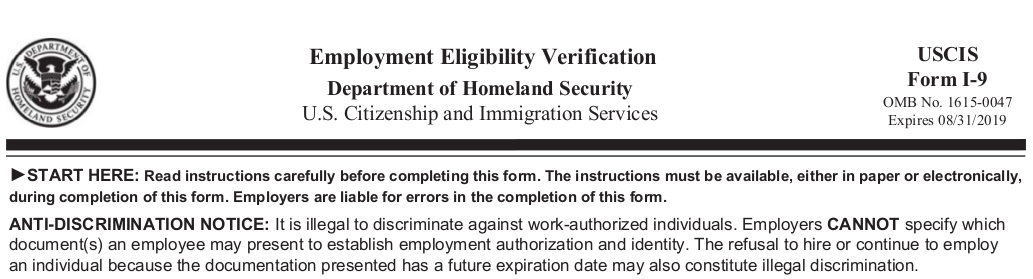 U.S. DEPARTMENT OF HOMELAND SECURITY
Employment Eligibility Verification
Department of Homeland Security
U.S. Citizenship and Immigration Services
USCIS
Form I-9
OMB No. 1615-0047
Expires 08/31/2019
►START HERE: Read instructions carefully before completing this form. The instructions must be available, either in paper or electronically,
during completion of this form. Employers are liable for errors in the completion of this form.
ANTI-DISCRIMINATION NOTICE: It is illegal to discriminate against work-authorized individuals. Employers CANNOT specify which
document(s) an employee may present to establish employment authorization and identity. The refusal to hire or continue to employ
an individual because the documentation presented has a future expiration date may also constitute illegal discrimination.